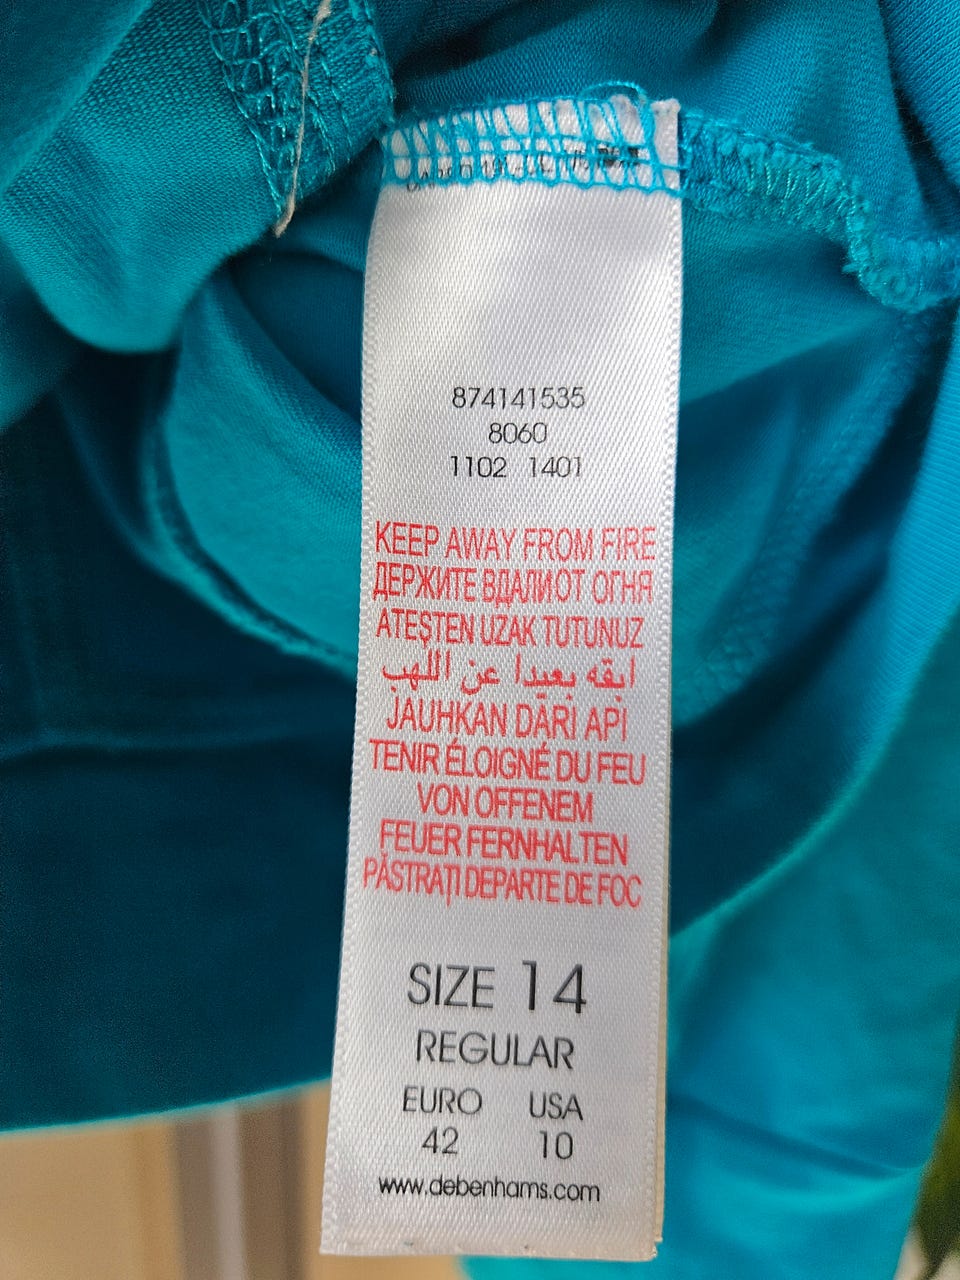 874141535
8060
1102 1401
KEEP AWAY FROM FIRE
ДЕРЖИТЕ ВДАЛИ ОТ ОГНЯ
ATEŞTEN UZAK TUTUNUZ
ابقه بعيدا عن اللهب
JAUHKAN DARI API
TENIR ÉLOIGNÉ DU FEU
VON OFFENEM
FEUER FERNHALTEN
PĂSTRAȚI DEPARTE DE FOC
SIZE 14
REGULAR
EURO USA
42 10
www.debenhams.com